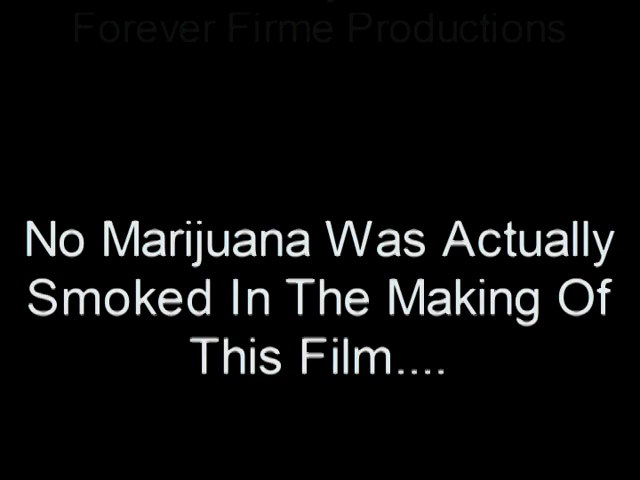 Forever Firme Productions
No Marijuana Was Actually
Smoked In The Making Of
This Film....